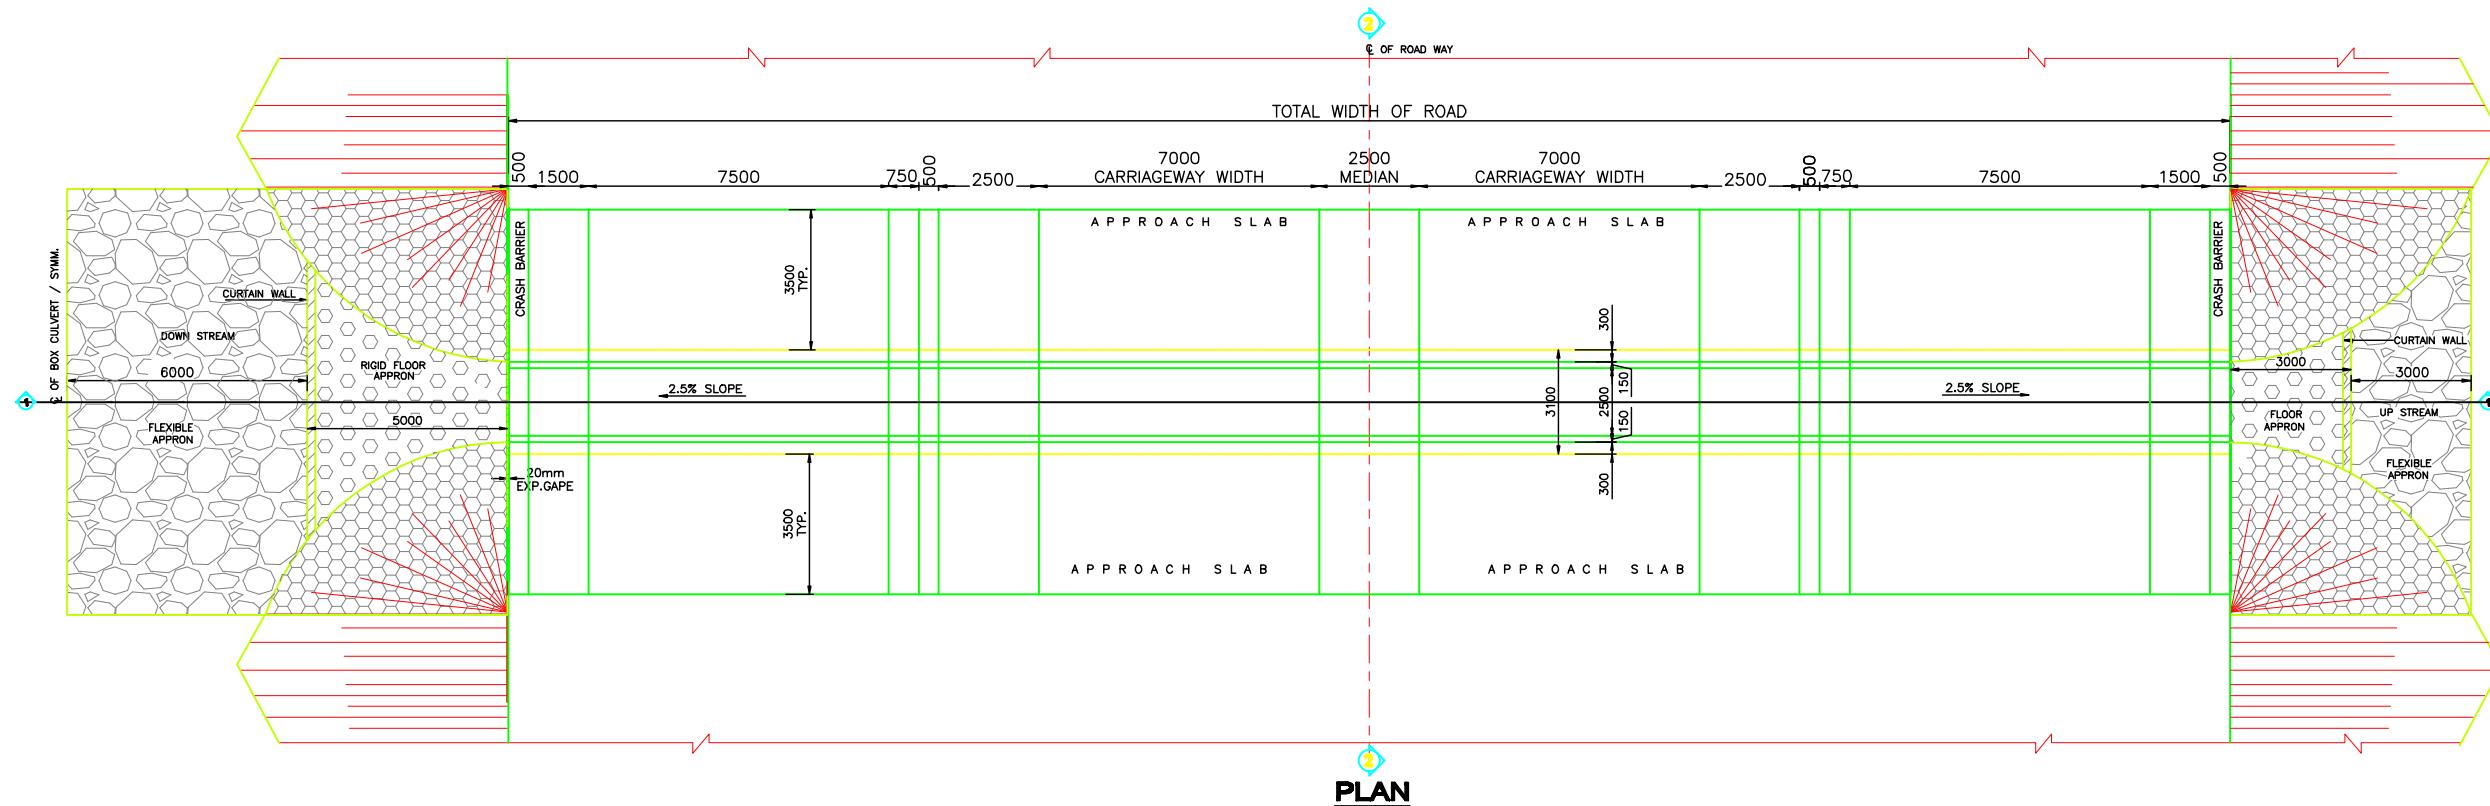 2
℄ OF ROAD WAY
TOTAL WIDTH OF ROAD
500
1500
7500
750
500
2500
7000
CARRIAGEWAY WIDTH
2500
MEDIAN
7000
CARRIAGEWAY WIDTH
2500
500
750
7500
1500
500
APPROACH SLAB
APPROACH SLAB
CRASH BARRIER
CRASH BARRIER
3500
TYP.
℄ OF BOX CULVERT / SYMM.
CURTAIN WALL
DOWN STREAM
RIGID FLOOR
APPRON
6000
FLEXIBLE
APPRON
5000
2.5% SLOPE
300
150
3100
2500
150
300
2.5% SLOPE
CURTAIN WALL
3000
3000
FLOOR
APPRON
UP STREAM
FLEXIBLE
APPRON
20mm
EXP.GAPE
3500
TYP.
APPROACH SLAB
APPROACH SLAB
2
PLAN